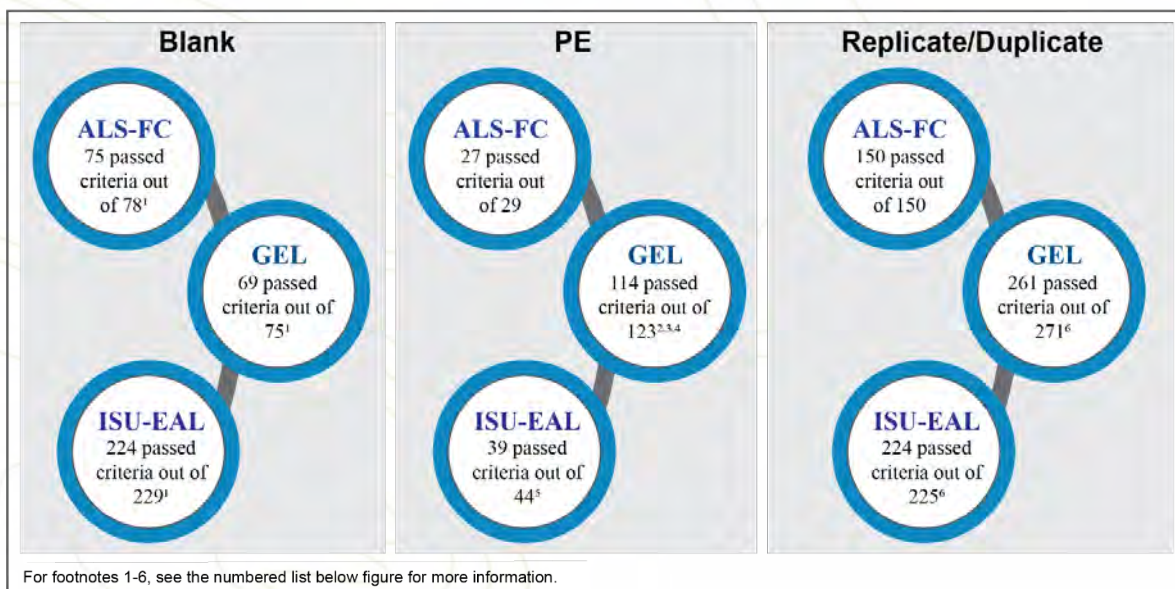 Blank
ALS-FC
75 passed
criteria out
of 78¹
GEL
69 passed
criteria out of
75¹
ISU-EAL
224 passed
criteria out of
229¹
PE
ALS-FC
27 passed
criteria out
of 29
GEL
114 passed
criteria out of
123²,³,⁴
ISU-EAL
39 passed
criteria out of
44⁵
Replicate/Duplicate
ALS-FC
150 passed
criteria out
of 150
GEL
261 passed
criteria out of
271⁶
ISU-EAL
224 passed
criteria out of
225⁶
For footnotes 1-6, see the numbered list below figure for more information.